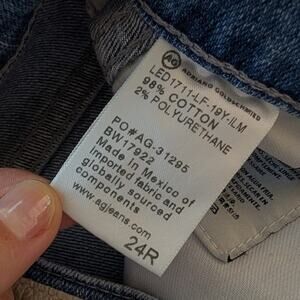 AG
ADRIANO GOLDSCHMIED
LED1711-LF-19Y-ILM
98% COTTON
2% POLYURETHANE
PO#AG-31295
BW17922
Made in Mexico of
imported fabric and
globally sourced
components
www.agjeans.com
24R